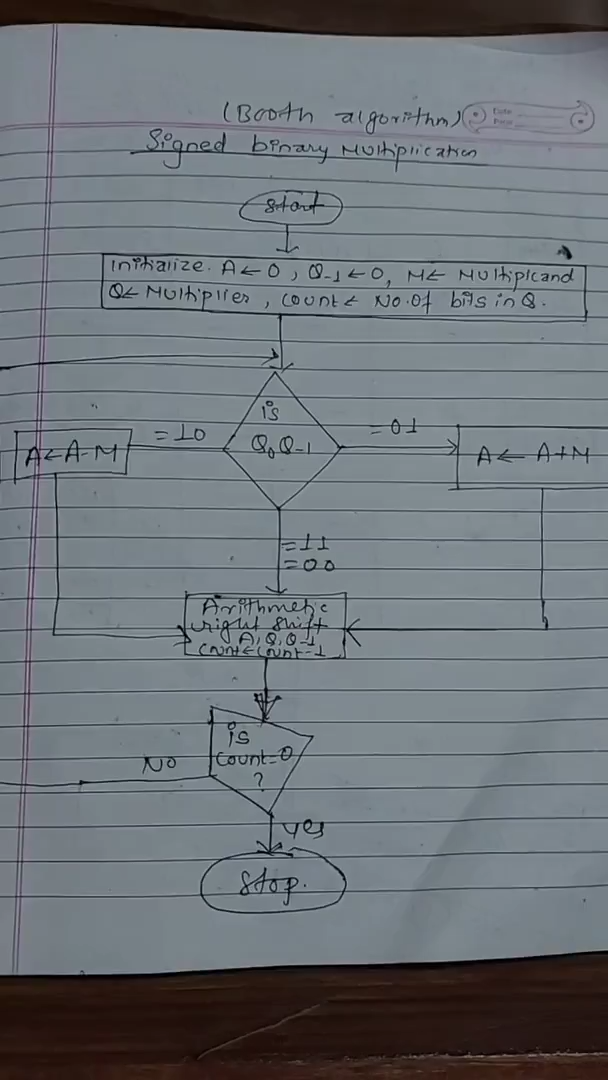 (Booth algorithm)
Signed binary Multiplication
Start
Initialize. A ← 0, Q-1 ← 0, M ← Multiplcand
Q ← Multiplier, Count ← No. Of bits in Q.
is
Q0 Q-1
=10
=01
A ← A-M
A ← A+M
=11
=00
Arithmetic
right shift
A, Q, Q-1
Count ← Count-1
is
Count=0
?
No
yes
Stop.